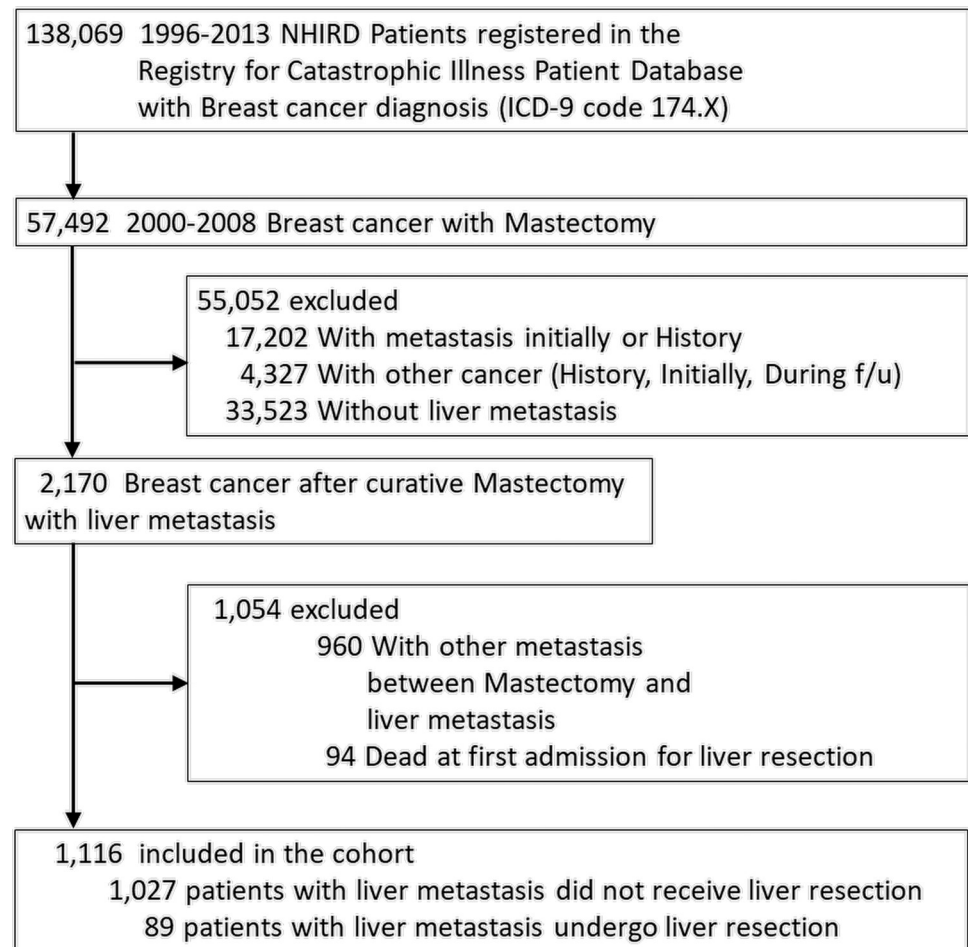 138,069 1996-2013 NHIRD Patients registered in the
Registry for Catastrophic Illness Patient Database
with Breast cancer diagnosis (ICD-9 code 174.X)
57,492 2000-2008 Breast cancer with Mastectomy
55,052 excluded
17,202 With metastasis initially or History
4,327 With other cancer (History, Initially, During f/u)
33,523 Without liver metastasis
2,170 Breast cancer after curative Mastectomy
with liver metastasis
1,054 excluded
960 With other metastasis
between Mastectomy and
liver metastasis
94 Dead at first admission for liver resection
1,116 included in the cohort
1,027 patients with liver metastasis did not receive liver resection
89 patients with liver metastasis undergo liver resection